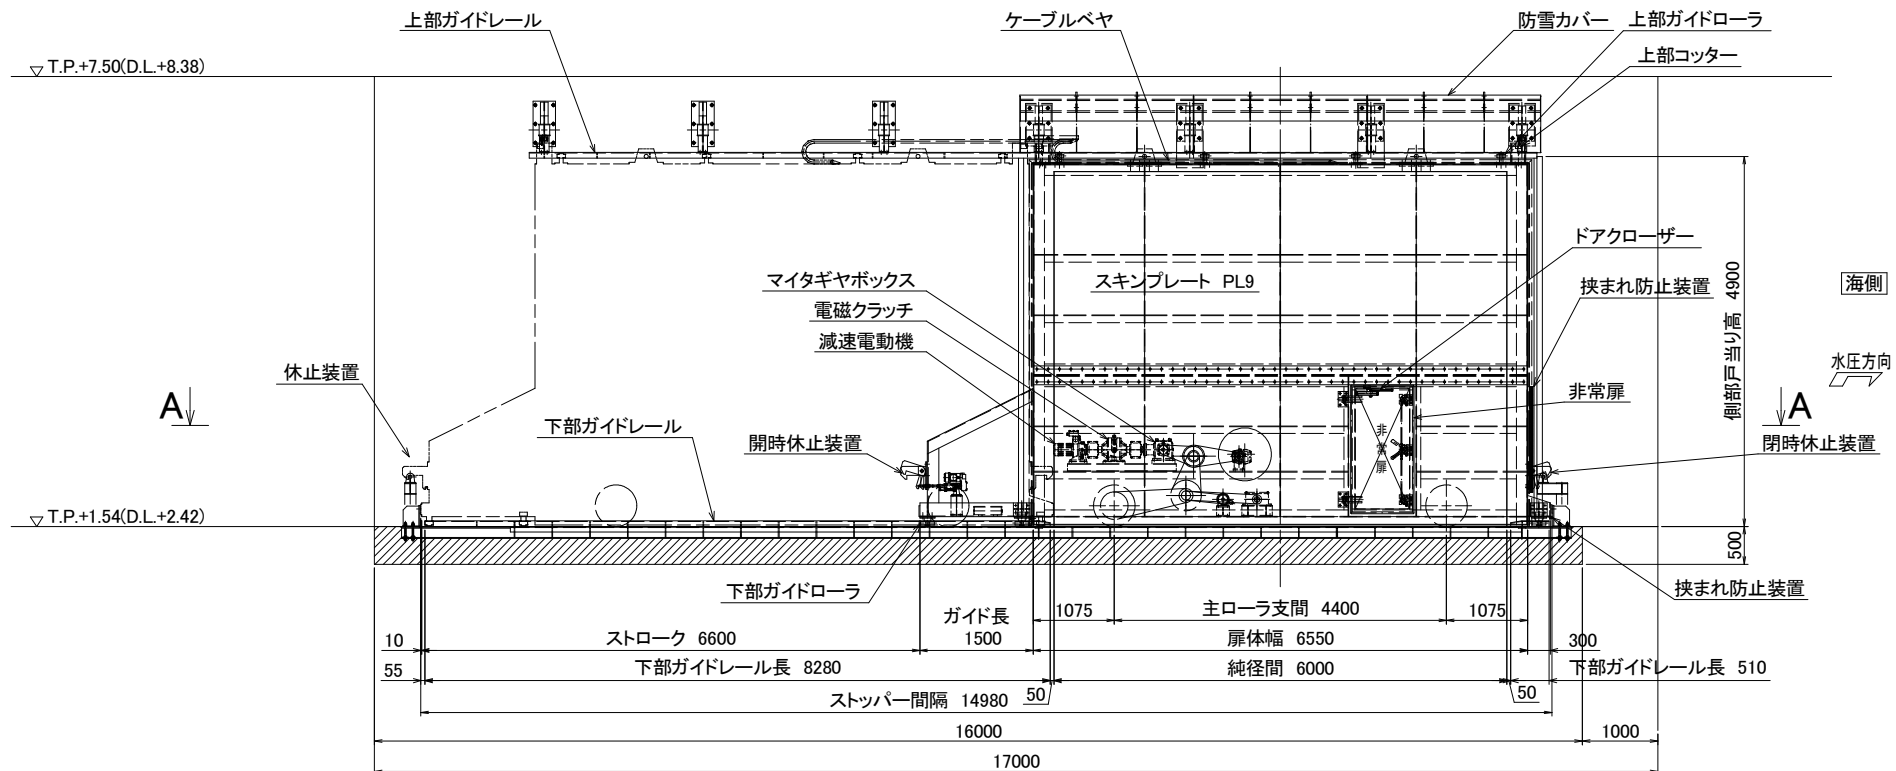 上部ガイドレール
ケーブルベヤ
防雪カバー
上部ガイドローラ
T.P.+7.50(D.L.+8.38)
上部コッター
ドアクローザー
マイタギヤボックス
スキンプレート PL9
挟まれ防止装置
海側
電磁クラッチ
減速電動機
側部戸当り高 4900
水圧方向
休止装置
A
非常扉
A
下部ガイドレール
開時休止装置
非常扉
閉時休止装置
T.P.+1.54(D.L.+2.42)
500
下部ガイドローラ
挟まれ防止装置
1075
主ローラ支間 4400
1075
ガイド長
10
ストローク 6600
1500
扉体幅 6550
300
55
下部ガイドレール長 8280
純径間 6000
下部ガイドレール長 510
ストッパー間隔 14980
50
50
16000
1000
17000